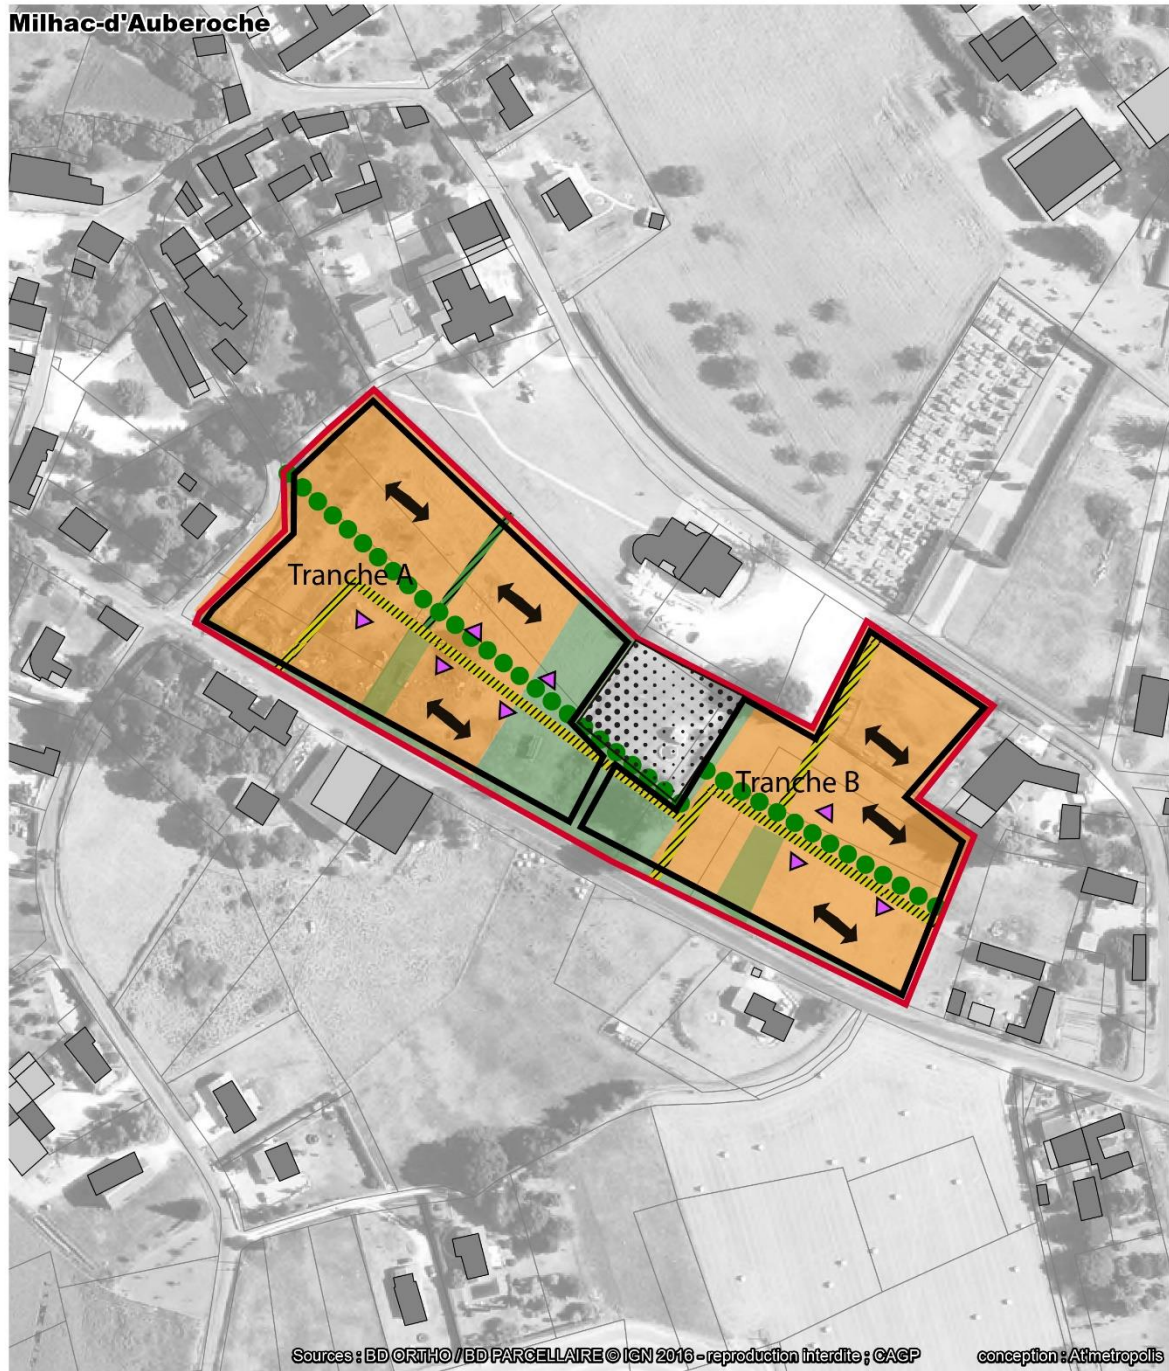 Milhac-d'Auberoche
Tranche A
Tranche B
Sources : BD ORTHO / BD PARCELLAIRE © IGN 2016 - reproduction interdite ; CAGP
conception : At'metropolis